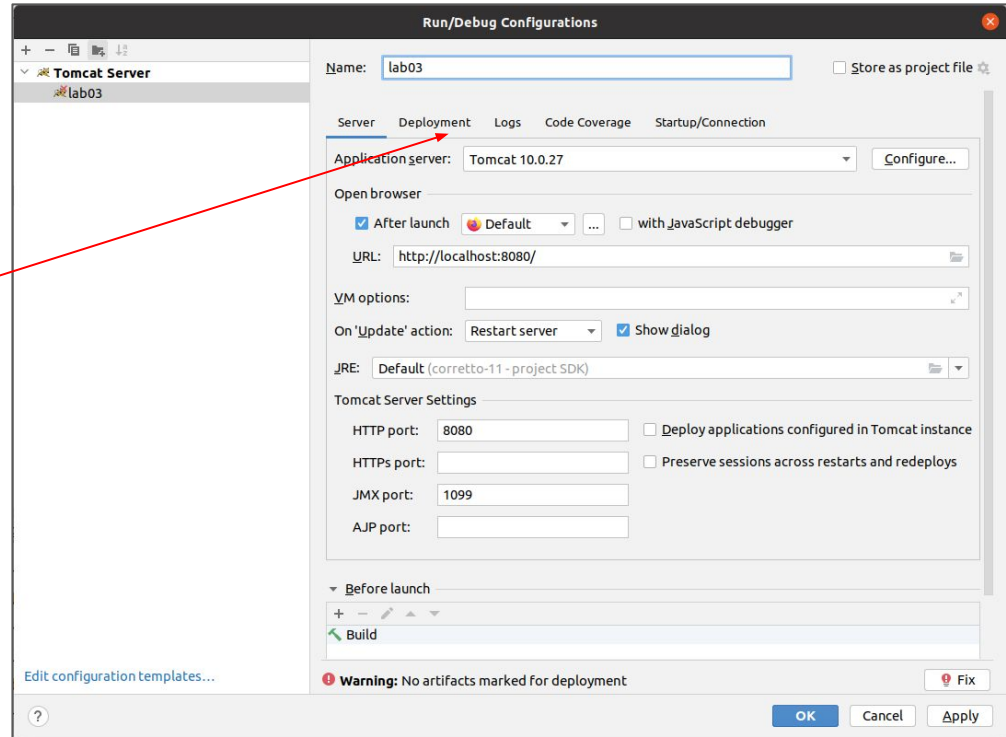 Run/Debug Configurations
Tomcat Server
lab03
Name: lab03 Store as project file
Server Deployment Logs Code Coverage Startup/Connection
Application server: Tomcat 10.0.27 Configure...
Open browser
After launch Default ... with JavaScript debugger
URL: http://localhost:8080/
VM options:
On 'Update' action: Restart server Show dialog
JRE: Default (corretto-11 - project SDK)
Tomcat Server Settings
HTTP port: 8080 Deploy applications configured in Tomcat instance
HTTPs port: Preserve sessions across restarts and redeploys
JMX port: 1099
AJP port:
Before launch
Build
Edit configuration templates...
Warning: No artifacts marked for deployment Fix
? OK Cancel Apply